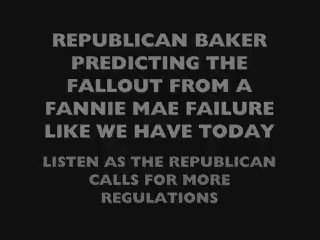 REPUBLICAN BAKER
PREDICTING THE
FALLOUT FROM A
FANNIE MAE FAILURE
LIKE WE HAVE TODAY
LISTEN AS THE REPUBLICAN
CALLS FOR MORE
REGULATIONS